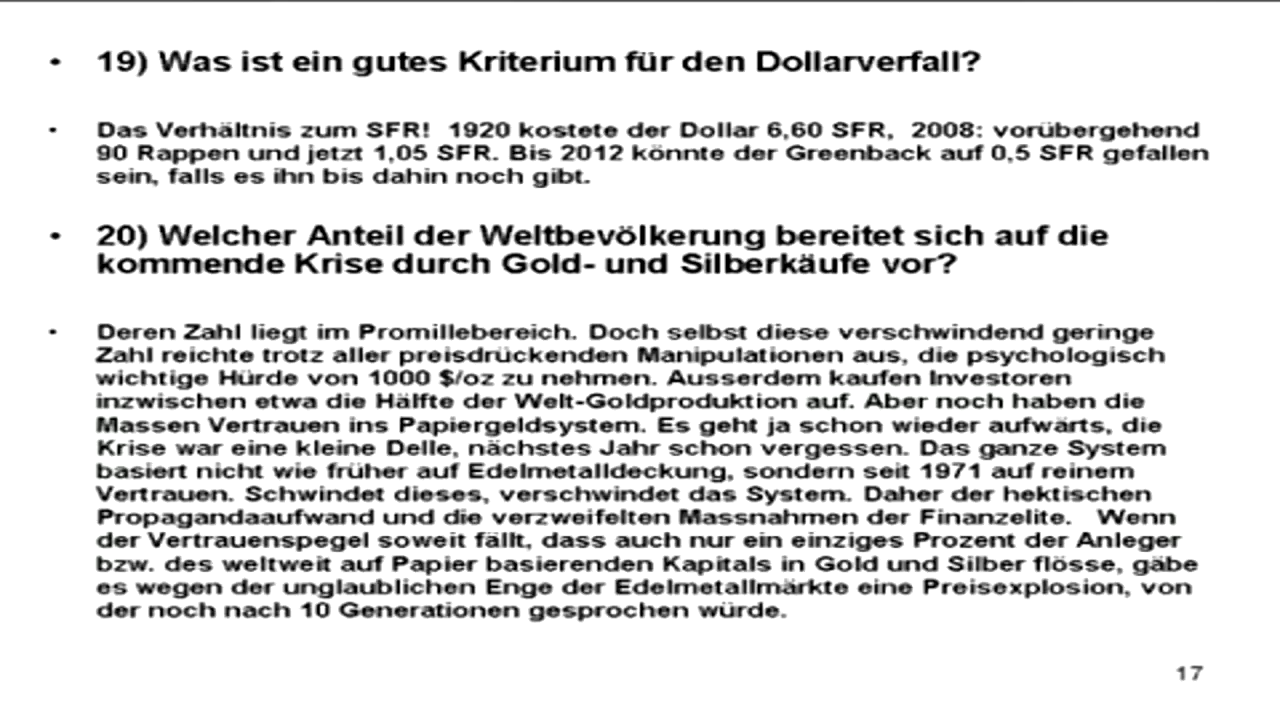 • 19) Was ist ein gutes Kriterium für den Dollarverfall?
• Das Verhältnis zum SFR!  1920 kostete der Dollar 6,60 SFR,  2008: vorübergehend
90 Rappen und jetzt 1,05 SFR. Bis 2012 könnte der Greenback auf 0,5 SFR gefallen
sein, falls es ihn bis dahin noch gibt.
• 20) Welcher Anteil der Weltbevölkerung bereitet sich auf die
kommende Krise durch Gold- und Silberkäufe vor?
• Deren Zahl liegt im Promillebereich. Doch selbst diese verschwindend geringe
Zahl reichte trotz aller preisdrückenden Manipulationen aus, die psychologisch
wichtige Hürde von 1000 $/oz zu nehmen. Ausserdem kaufen Investoren
inzwischen etwa die Hälfte der Welt-Goldproduktion auf. Aber noch haben die
Massen Vertrauen ins Papiergeldsystem. Es geht ja schon wieder aufwärts, die
Krise war eine kleine Delle, nächstes Jahr schon vergessen. Das ganze System
basiert nicht wie früher auf Edelmetalldeckung, sondern seit 1971 auf reinem
Vertrauen. Schwindet dieses, verschwindet das System. Daher der hektischen
Propagandaaufwand und die verzweifelten Massnahmen der Finanzelite.   Wenn
der Vertrauenspegel soweit fällt, dass auch nur ein einziges Prozent der Anleger
bzw. des weltweit auf Papier basierenden Kapitals in Gold und Silber flösse, gäbe
es wegen der unglaublichen Enge der Edelmetallmärkte eine Preisexplosion, von
der noch nach 10 Generationen gesprochen würde.
17